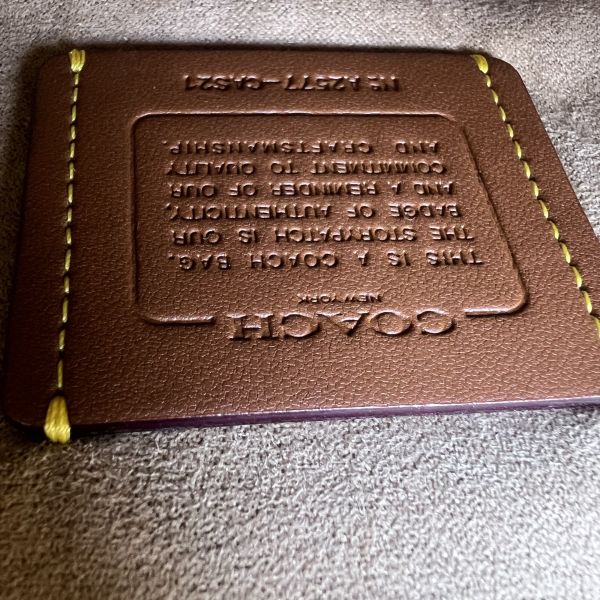 COACH
NEW YORK
THIS IS A COACH BAG.
THE STORYPATCH IS OUR
BADGE OF AUTHENTICITY,
AND A REMINDER OF OUR
COMMITMENT TO QUALITY
AND CRAFTSMANSHIP.
Nº A2577-CAS21